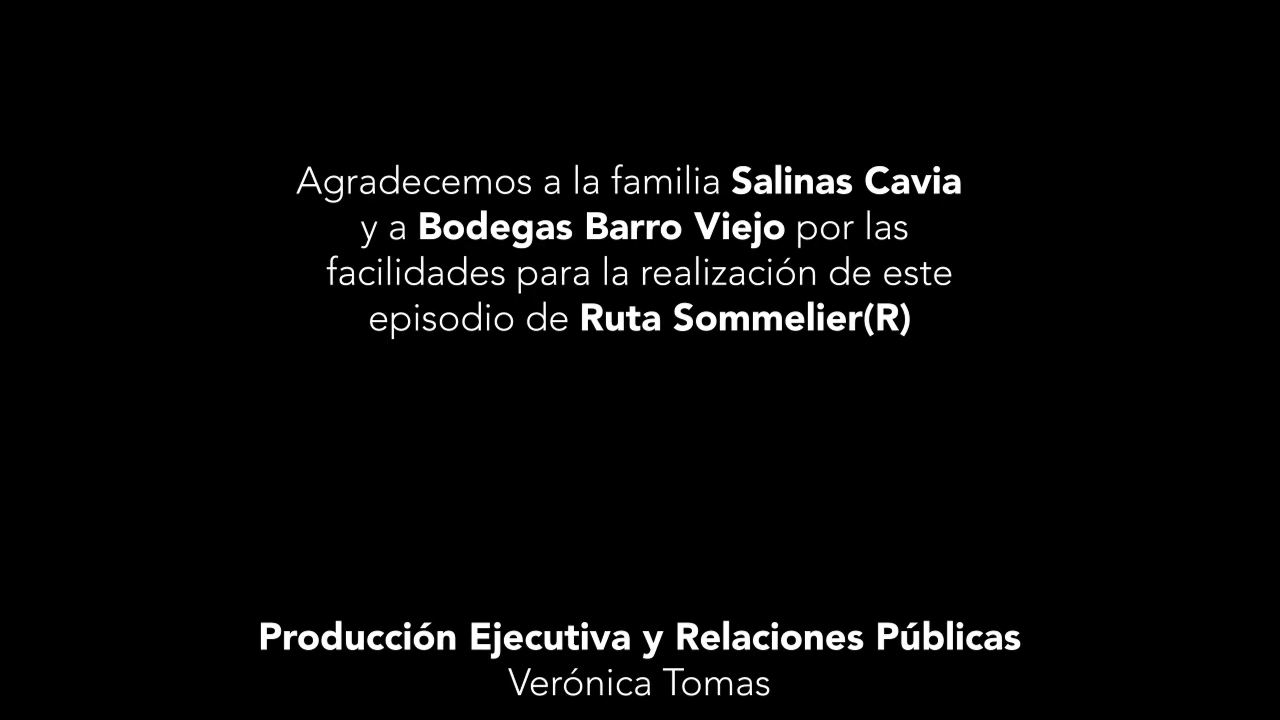 Agradecemos a la familia Salinas Cavia
y a Bodegas Barro Viejo por las
facilidades para la realización de este
episodio de Ruta Sommelier(R)
Producción Ejecutiva y Relaciones Públicas
Verónica Tomas